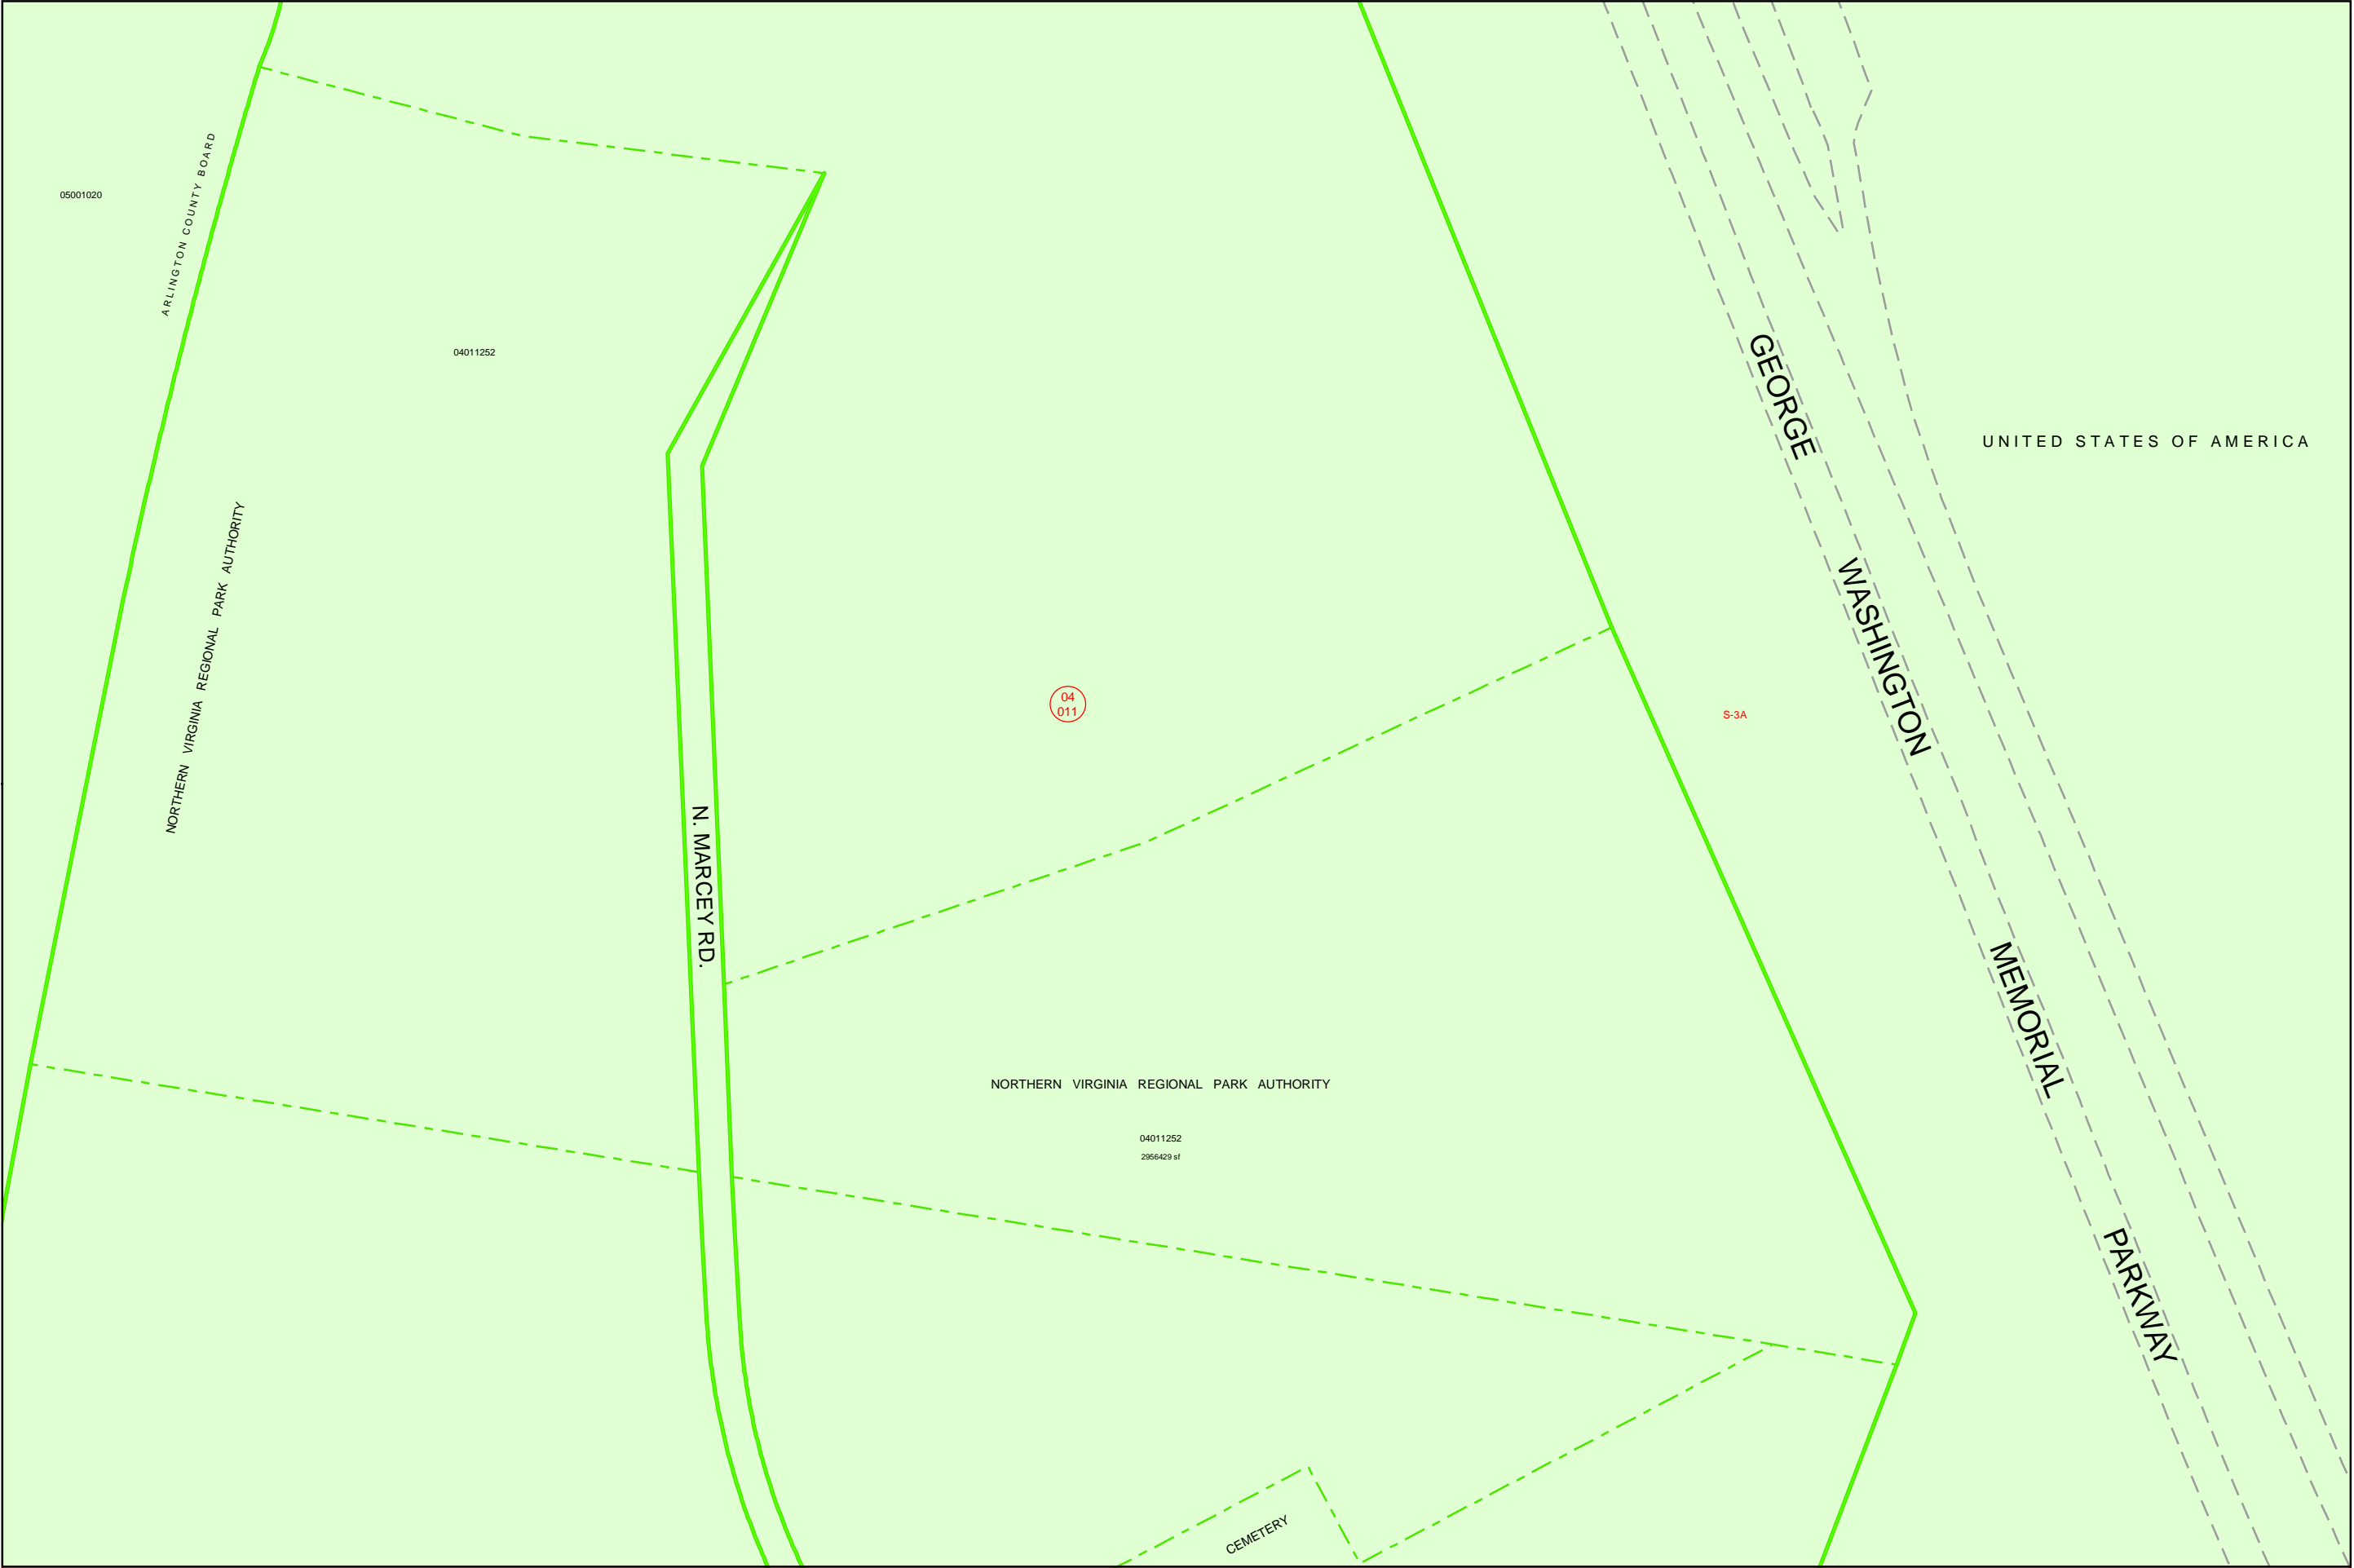 ARLINGTON COUNTY BOARD
05001020
04011252
GEORGE
WASHINGTON
MEMORIAL
PARKWAY
UNITED STATES OF AMERICA
NORTHERN VIRGINIA REGIONAL PARK AUTHORITY
04
011
S-3A
N. MARCEY RD.
NORTHERN VIRGINIA REGIONAL PARK AUTHORITY
04011252
2956429 sf
CEMETERY